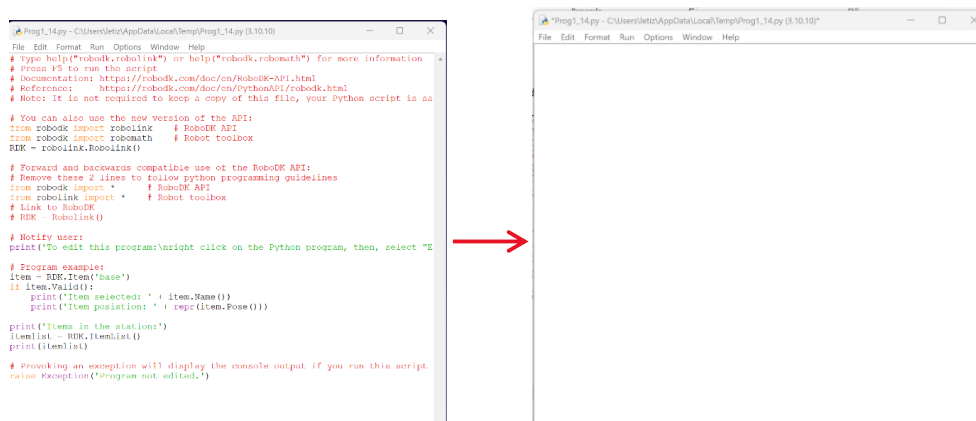 Prog1_14.py - C:\Users\letiz\AppData\Local\Temp\Prog1_14.py (3.10.10)
File Edit Format Run Options Window Help
# Type help("robodk.robolink") or help("robodk.robomath") for more information
# Press F5 to run the script
# Documentation: https://robodk.com/doc/en/RoboDK-API.html
# Reference: https://robodk.com/doc/en/PythonAPI/robodk.html
# Note: It is not required to keep a copy of this file, your Python script is sa
# You can also use the new version of the API:
from robodk import robolink # RoboDK API
from robodk import robomath # Robot toolbox
RDK = robolink.Robolink()
# Forward and backwards compatible use of the RoboDK API:
# Remove these 2 lines to follow python programming guidelines
from robodk import * # RoboDK API
from robolink import * # Robot toolbox
# Link to RoboDK
# RDK = Robolink()
# Notify user:
print('To edit this program:\nright click on the Python program, then, select "E
# Program example:
item = RDK.Item('base')
if item.Valid():
print('Item selected: ' + item.Name())
print('Item posistion: ' + repr(item.Pose()))
print('Items in the station:')
itemlist = RDK.ItemList()
print(itemlist)
# Provoking an exception will display the console output if you run this script
raise Exception('Program not edited.')
*Prog1_14.py - C:\Users\letiz\AppData\Local\Temp\Prog1_14.py (3.10.10)*
File Edit Format Run Options Window Help